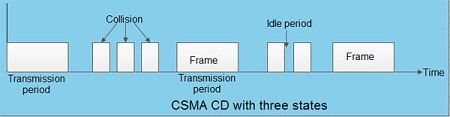 Collision
Idle period
Frame
Frame
Time
Transmission
period
Transmission
period
CSMA CD with three states